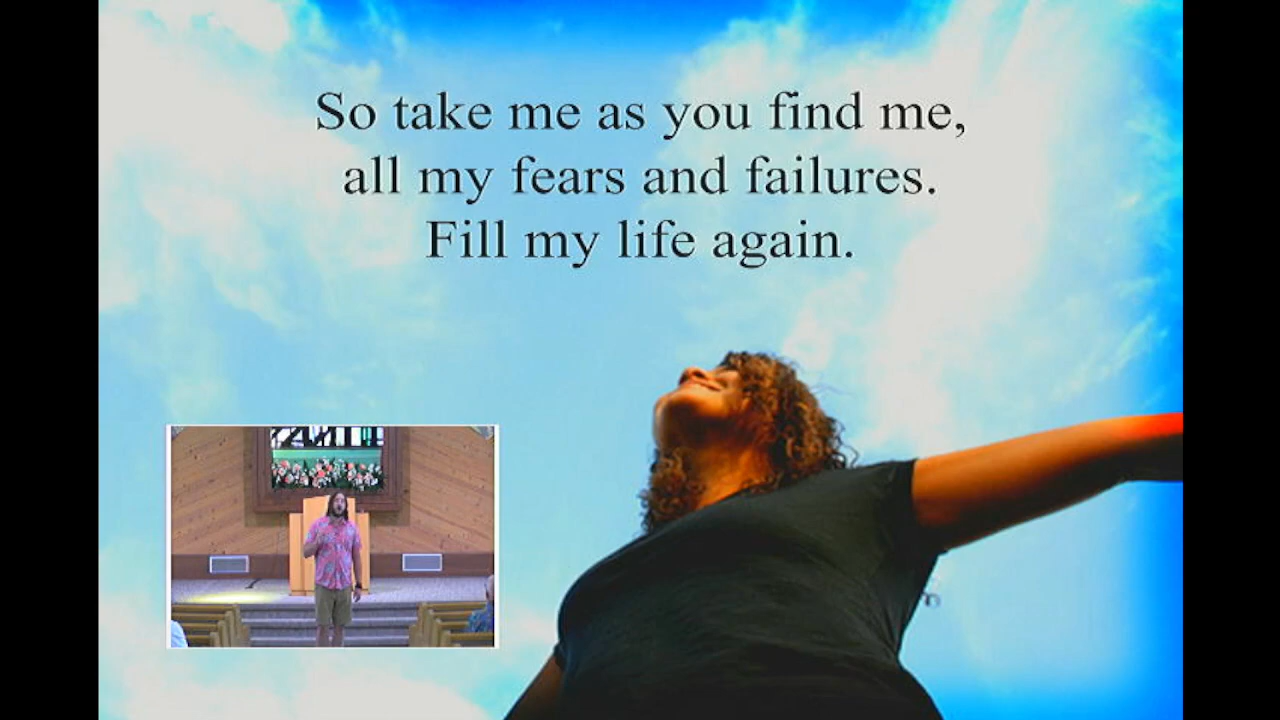 So take me as you find me,
all my fears and failures.
Fill my life again.